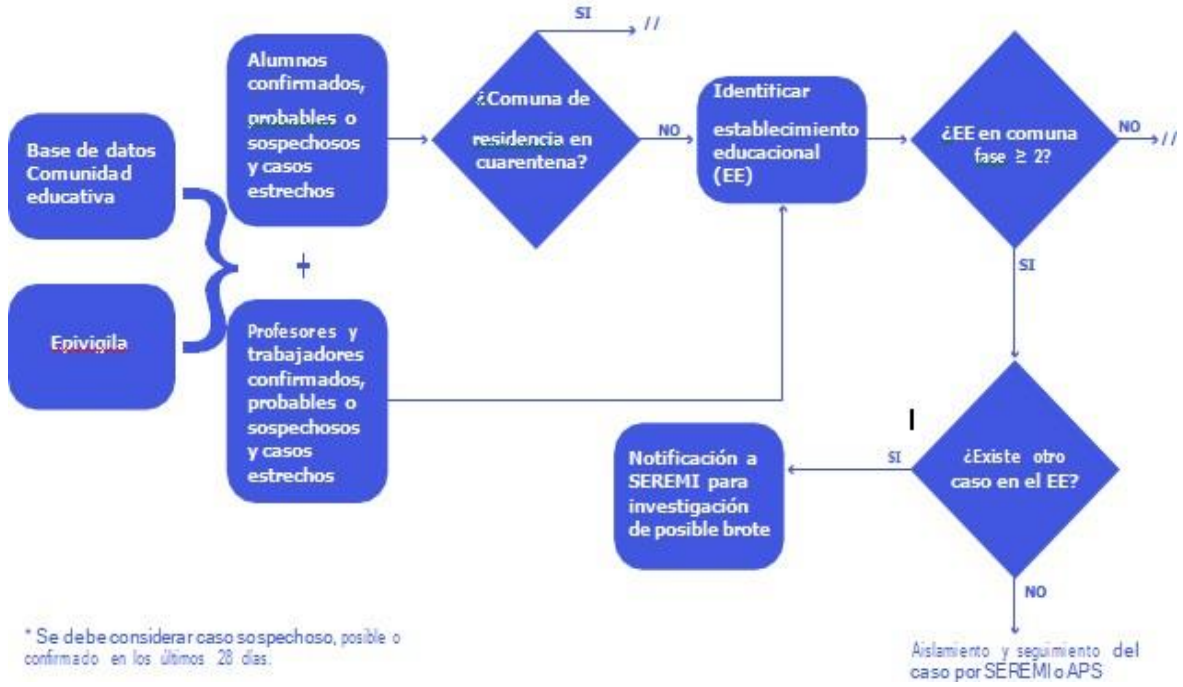 Base de datos
Comunidad
educativa
Epivigila
Alumnos
confirmados,
probables o
sospechosos
y casos
estrechos
+
Profesores y
trabajadores
confirmados,
probables o
sospechosos
y casos
estrechos
SI
//
¿Comuna de
residencia en
cuarentena?
NO
Identificar
establecimiento
educacional
(EE)
¿EE en comuna
fase ≥ 2?
NO
//
SI
¿Existe otro
caso en el EE?
SI
Notificación a
SEREMI para
investigación
de posible brote
NO
Aislamiento y seguimiento del
caso por SEREMI o APS
* Se debe considerar caso sospechoso, posible o
confirmado en los últimos 28 días.